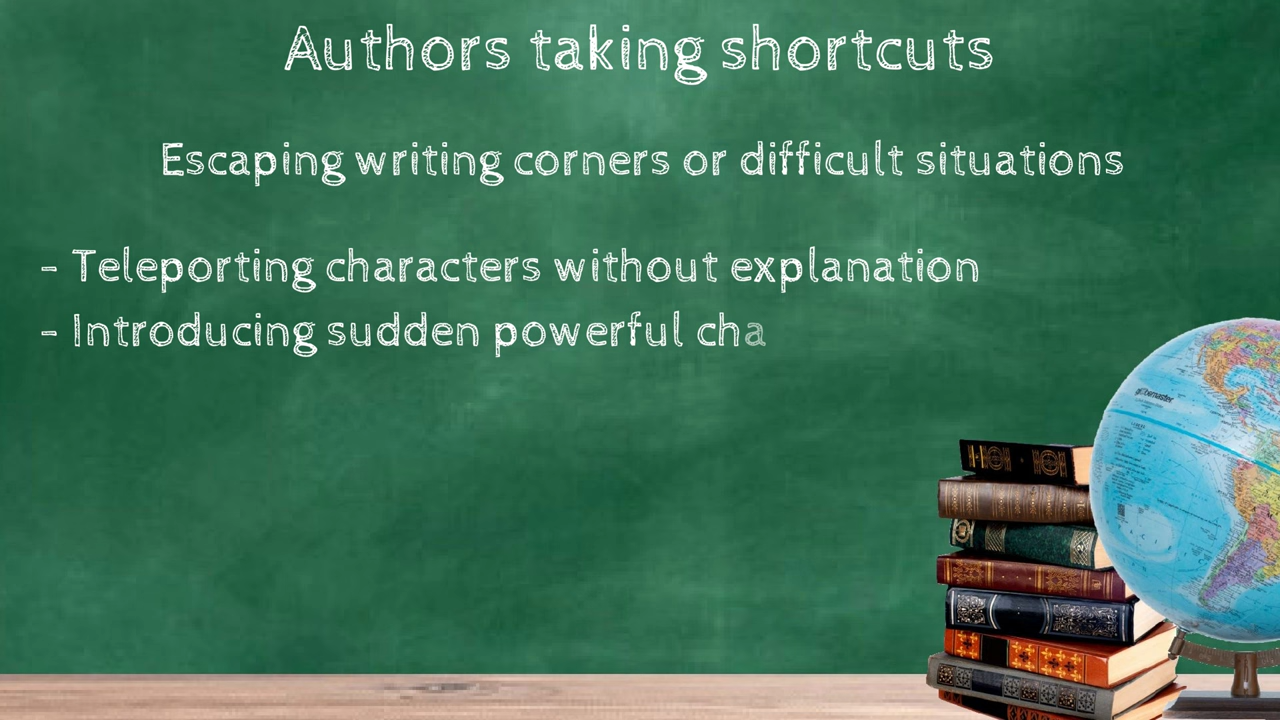 Authors taking shortcuts
Escaping writing corners or difficult situations
- Teleporting characters without explanation
- Introducing sudden powerful cha